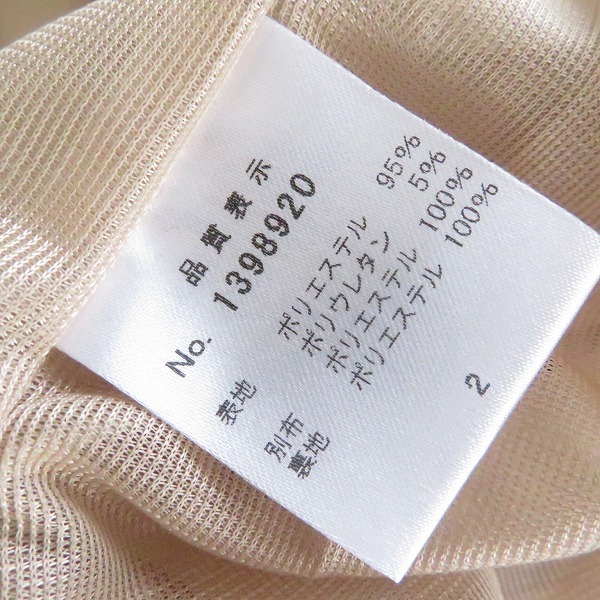 品質表示
No. 1398920
表地 ポリエステル 95%
ポリウレタン 5%
別布 ポリエステル 100%
裏地 ポリエステル 100%
2